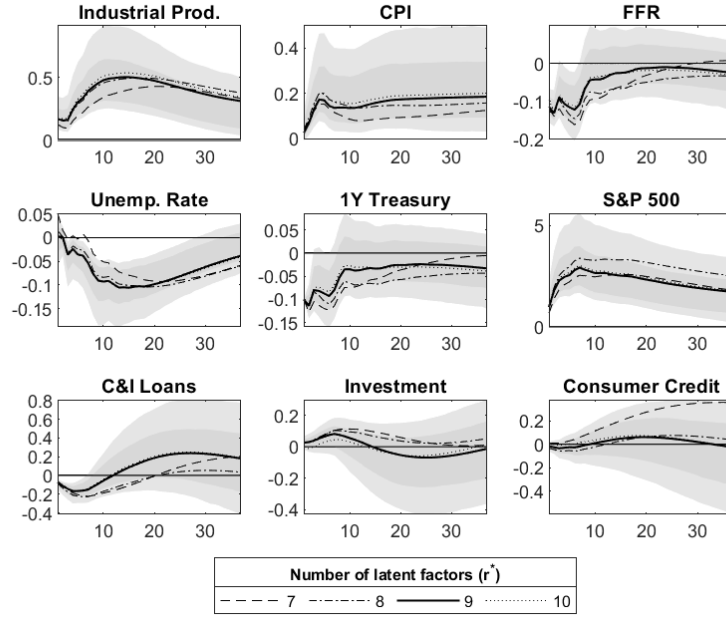 Industrial Prod. CPI FFR
0.5
0
10 20 30
0.4
0.2
0
10 20 30
0
-0.1
-0.2
10 20 30
Unemp. Rate 1Y Treasury S&P 500
0.05
0
-0.05
-0.1
-0.15
10 20 30
0.05
0
-0.05
-0.1
-0.15
10 20 30
5
0
10 20 30
C&I Loans Investment Consumer Credit
0.8
0.6
0.4
0.2
0
-0.2
-0.4
10 20 30
0.2
0
-0.2
-0.4
10 20 30
0.2
0
-0.2
-0.4
10 20 30
Number of latent factors (r*)
7 8 9 10